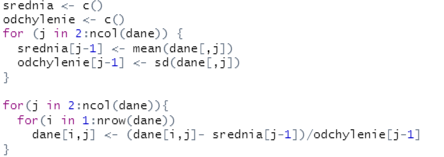 srednia <- c()
odchylenie <- c()
for (j in 2:ncol(dane)) {
  srednia[j-1] <- mean(dane[,j])
  odchylenie[j-1] <- sd(dane[,j])
}

for(j in 2:ncol(dane)){
  for(i in 1:nrow(dane))
    dane[i,j] <- (dane[i,j]- srednia[j-1])/odchylenie[j-1]
}